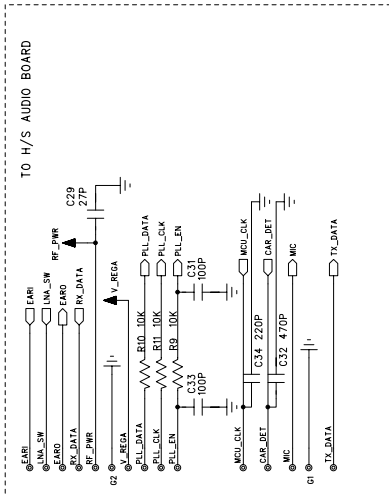 TO H/S AUDIO BOARD
C29
27P
RF_PWR
EARI
LNA_SW
EARO
RX_DATA
V_REGA
PLL_DATA
PLL_CLK
PLL_EN
R10 10K
R11 10K
R9 10K
C31
100P
C33
100P
MCU_CLK
CAR_DET
MIC
TX_DATA
C34 220P
C32 470P
EARI
LNA_SW
EARO
RX_DATA
RF_PWR
G2
V_REGA
PLL_DATA
PLL_CLK
PLL_EN
MCU_CLK
CAR_DET
MIC
G1
TX_DATA